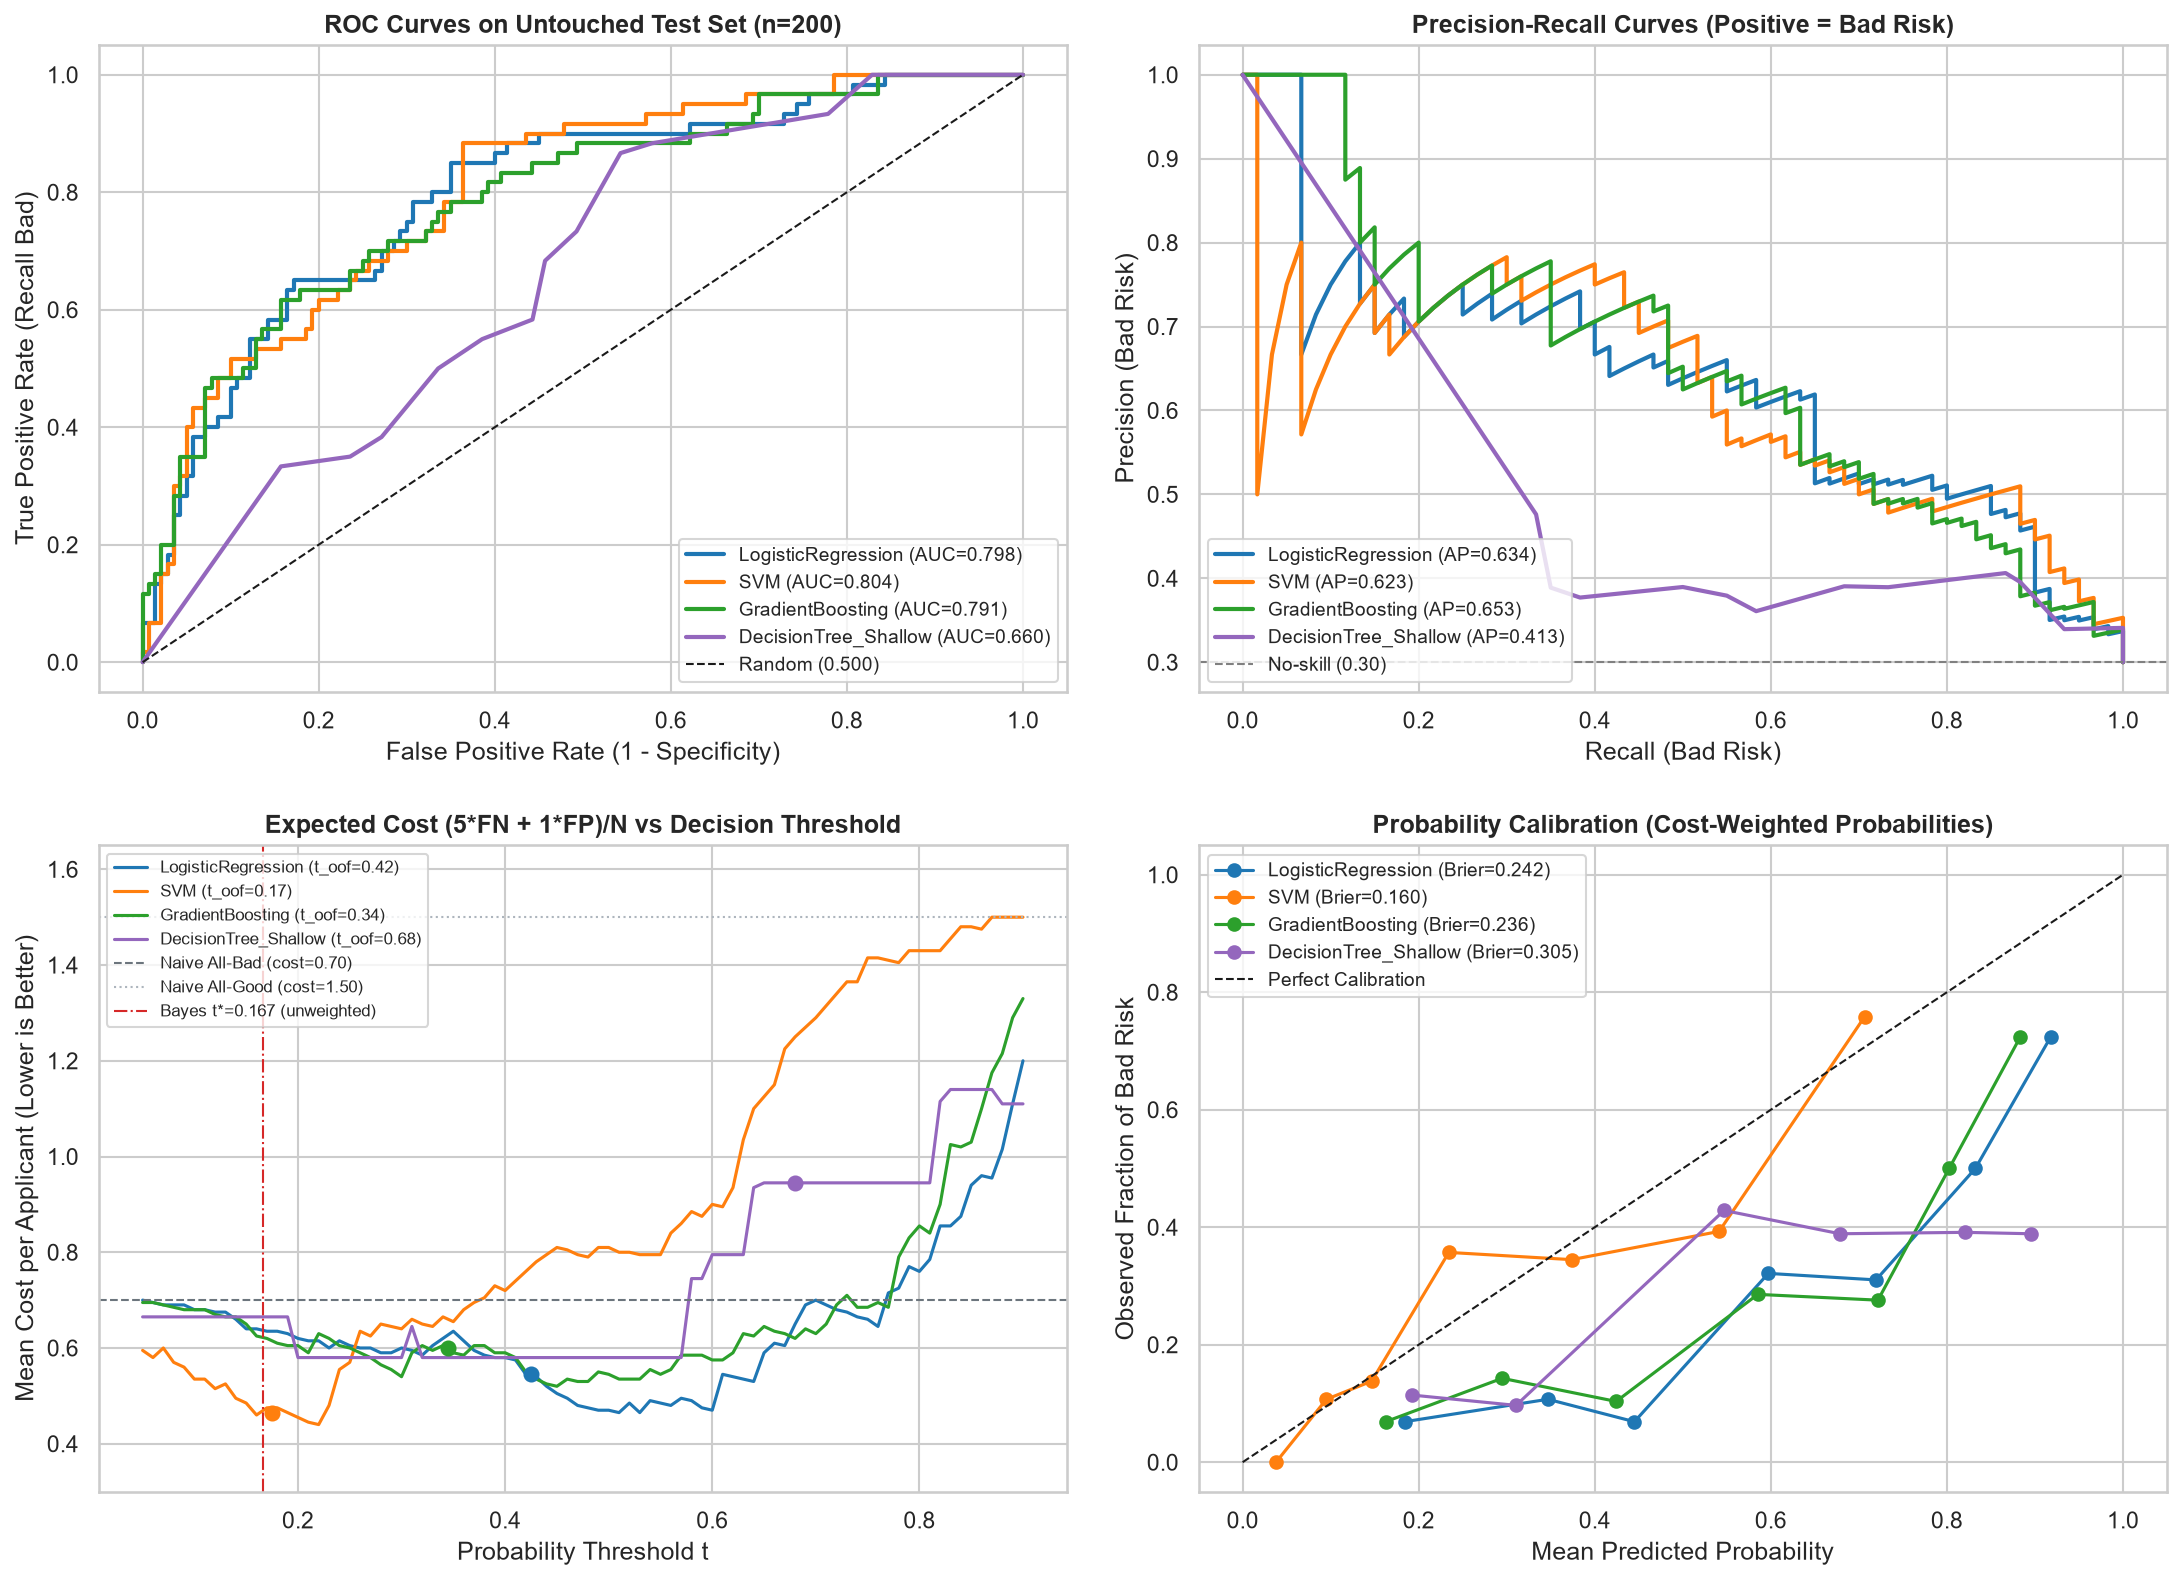 ROC Curves on Untouched Test Set (n=200)
True Positive Rate (Recall Bad)
1.0
0.8
0.6
0.4
0.2
0.0
LogisticRegression (AUC=0.798)
SVM (AUC=0.804)
GradientBoosting (AUC=0.791)
DecisionTree_Shallow (AUC=0.660)
Random (0.500)
0.0 0.2 0.4 0.6 0.8 1.0
False Positive Rate (1 - Specificity)
Precision-Recall Curves (Positive = Bad Risk)
Precision (Bad Risk)
1.0
0.9
0.8
0.7
0.6
0.5
0.4
0.3
LogisticRegression (AP=0.634)
SVM (AP=0.623)
GradientBoosting (AP=0.653)
DecisionTree_Shallow (AP=0.413)
No-skill (0.30)
0.0 0.2 0.4 0.6 0.8 1.0
Recall (Bad Risk)
Expected Cost (5*FN + 1*FP)/N vs Decision Threshold
Mean Cost per Applicant (Lower is Better)
1.6
1.4
1.2
1.0
0.8
0.6
0.4
LogisticRegression (t_oof=0.42)
SVM (t_oof=0.17)
GradientBoosting (t_oof=0.34)
DecisionTree_Shallow (t_oof=0.68)
Naive All-Bad (cost=0.70)
Naive All-Good (cost=1.50)
Bayes t*=0.167 (unweighted)
0.2 0.4 0.6 0.8
Probability Threshold t
Probability Calibration (Cost-Weighted Probabilities)
Observed Fraction of Bad Risk
1.0
0.8
0.6
0.4
0.2
0.0
LogisticRegression (Brier=0.242)
SVM (Brier=0.160)
GradientBoosting (Brier=0.236)
DecisionTree_Shallow (Brier=0.305)
Perfect Calibration
0.0 0.2 0.4 0.6 0.8 1.0
Mean Predicted Probability